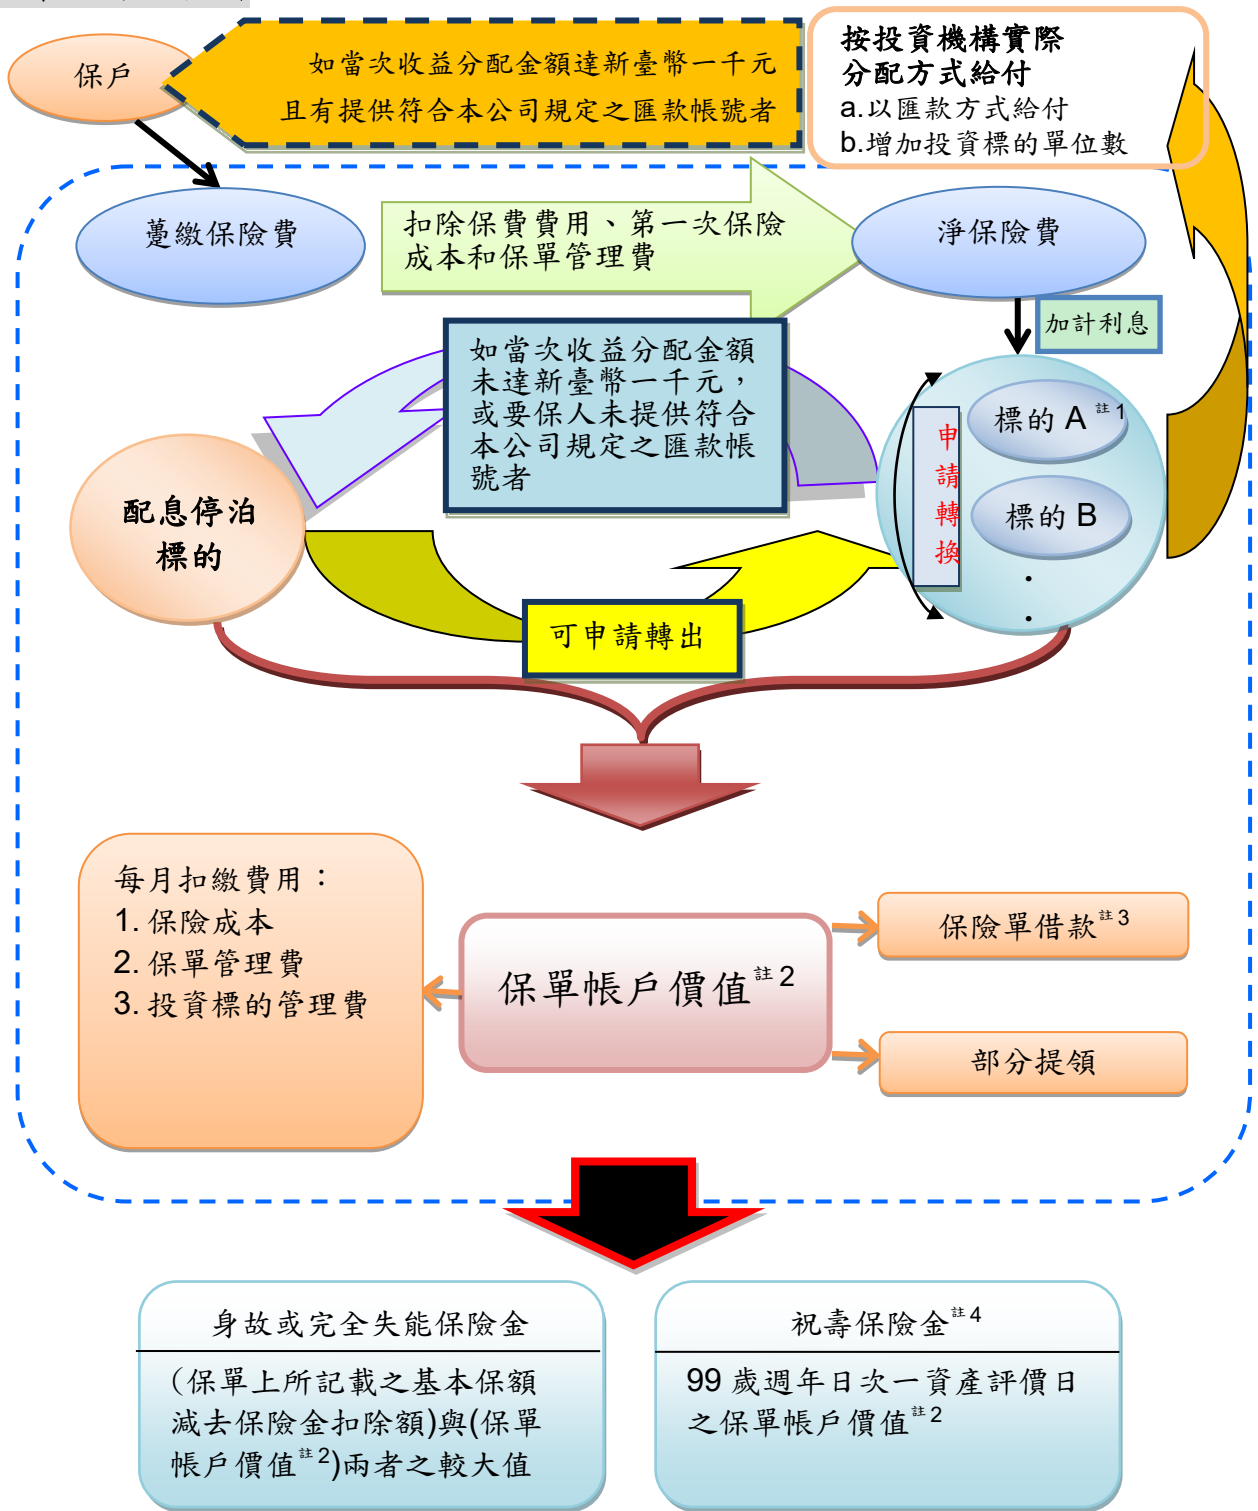 保戶
如當次收益分配金額達新臺幣一千元
且有提供符合本公司規定之匯款帳號者
按投資機構實際
分配方式給付
a.以匯款方式給付
b.增加投資標的單位數
躉繳保險費
扣除保費費用、第一次保險
成本和保單管理費
淨保險費
加計利息
如當次收益分配金額
未達新臺幣一千元，
或要保人未提供符合
本公司規定之匯款帳
號者
申請轉換
標的 A 註1
標的 B
.
.
配息停泊
標的
可申請轉出
每月扣繳費用：
1. 保險成本
2. 保單管理費
3. 投資標的管理費
保單帳戶價值註2
保險單借款註3
部分提領
身故或完全失能保險金
（保單上所記載之基本保額
減去保險金扣除額)與(保單
帳戶價值註2)兩者之較大值
祝壽保險金註4
99 歲週年日次一資產評價日
之保單帳戶價值註2